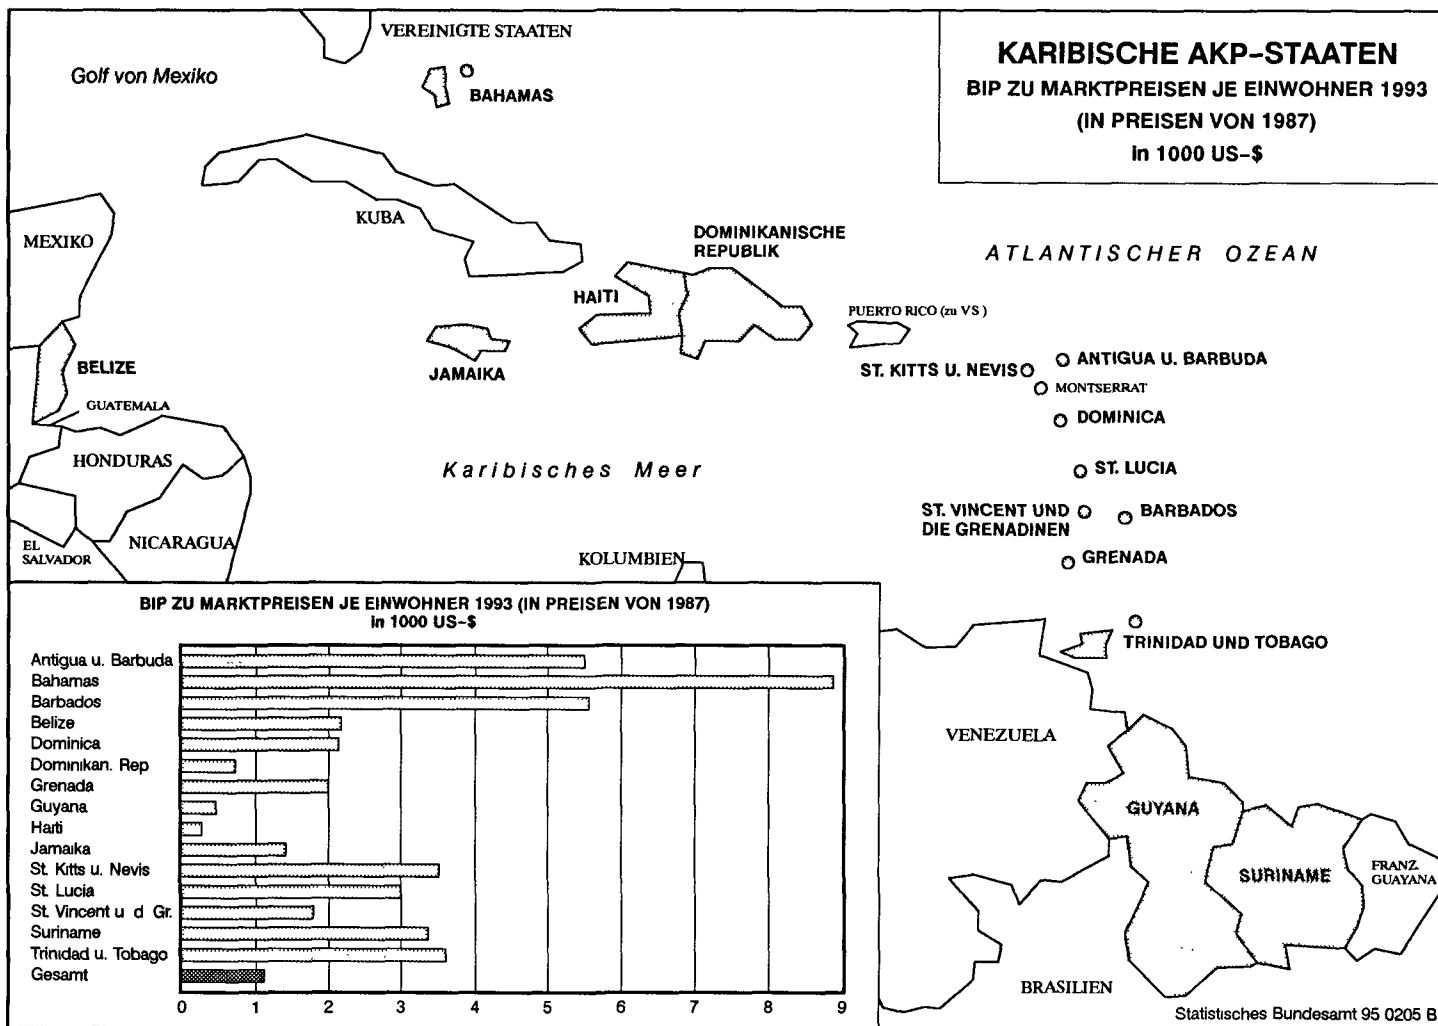 KARIBISCHE AKP-STAATEN
BIP ZU MARKTPREISEN JE EINWOHNER 1993
(IN PREISEN VON 1987)
in 1000 US-$
VEREINIGTE STAATEN
Golf von Mexiko
BAHAMAS
KUBA
MEXIKO
DOMINIKANISCHE
REPUBLIK
ATLANTISCHER OZEAN
HAITI
PUERTO RICO (zu VS)
JAMAIKA
BELIZE
ST. KITTS U. NEVIS
ANTIGUA U. BARBUDA
MONTSERRAT
GUATEMALA
DOMINICA
HONDURAS
Karibisches Meer
ST. LUCIA
ST. VINCENT UND
DIE GRENADINEN
BARBADOS
EL
SALVADOR
NICARAGUA
KOLUMBIEN
GRENADA
TRINIDAD UND TOBAGO
VENEZUELA
GUYANA
SURINAME
FRANZ.
GUAYANA
BRASILIEN
BIP ZU MARKTPREISEN JE EINWOHNER 1993 (IN PREISEN VON 1987)
in 1000 US-$
Antigua u. Barbuda
Bahamas
Barbados
Belize
Dominica
Dominikan. Rep
Grenada
Guyana
Haiti
Jamaika
St. Kitts u. Nevis
St. Lucia
St. Vincent u d Gr.
Suriname
Trinidad u. Tobago
Gesamt
0 1 2 3 4 5 6 7 8 9
Statistisches Bundesamt 95 0205 B